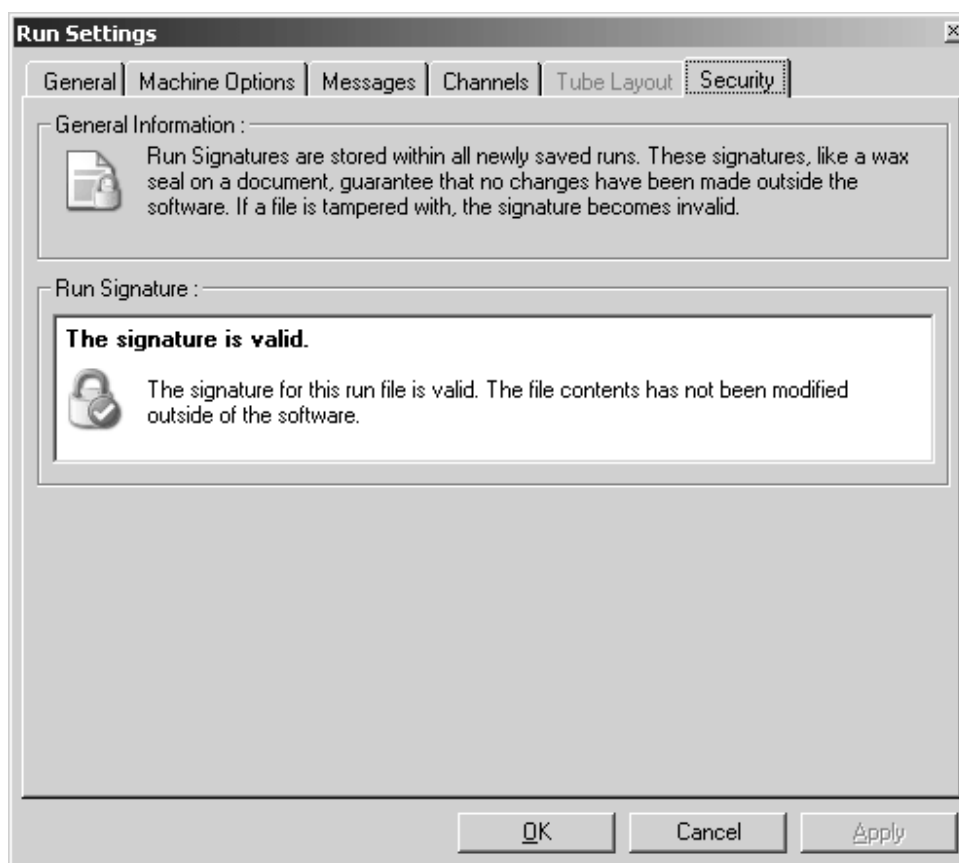 Run Settings
General Machine Options Messages Channels Tube Layout Security
General Information :
Run Signatures are stored within all newly saved runs. These signatures, like a wax
seal on a document, guarantee that no changes have been made outside the
software. If a file is tampered with, the signature becomes invalid.
Run Signature :
The signature is valid.
The signature for this run file is valid. The file contents has not been modified
outside of the software.
OK Cancel Apply